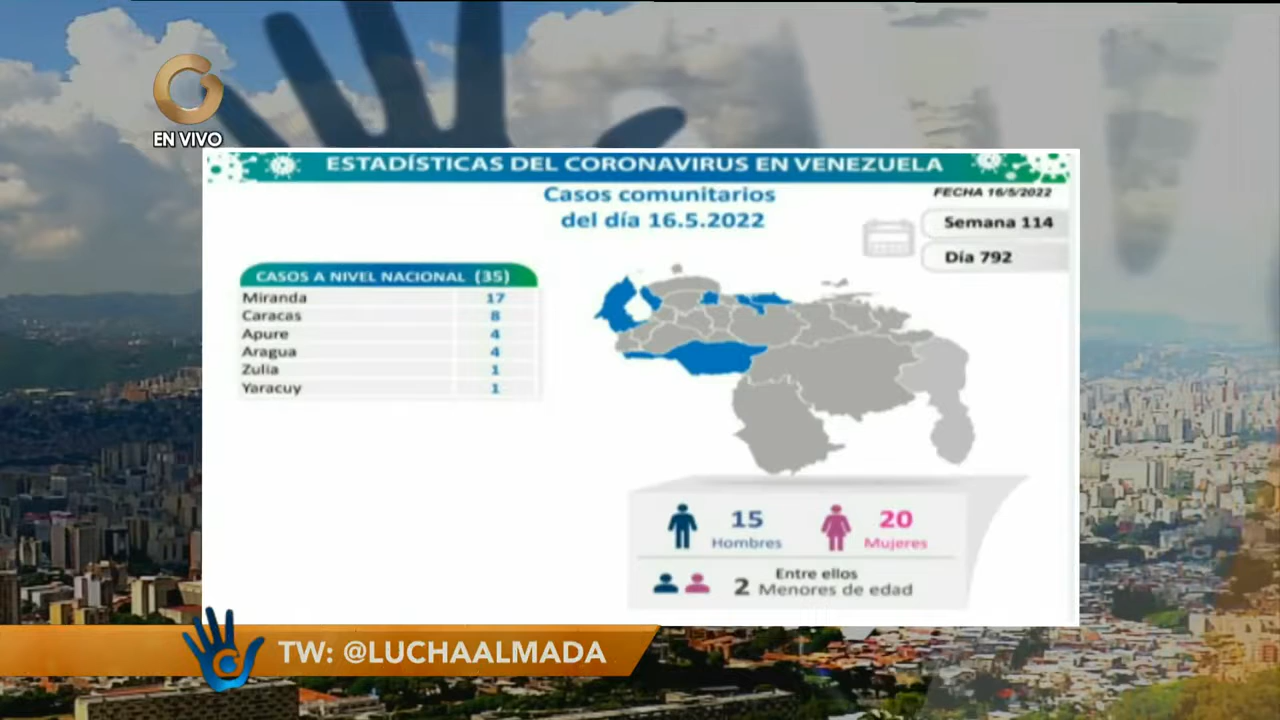 EN VIVO
ESTADÍSTICAS DEL CORONAVIRUS EN VENEZUELA
Casos comunitarios
del día 16.5.2022
FECHA 16/5/2022
Semana 114
Día 792
CASOS A NIVEL NACIONAL (35)
Miranda 17
Caracas 8
Apure 4
Aragua 4
Zulia 1
Yaracuy 1
15 Hombres
20 Mujeres
2 Entre ellos
Menores de edad
TW: @LUCHAALMADA